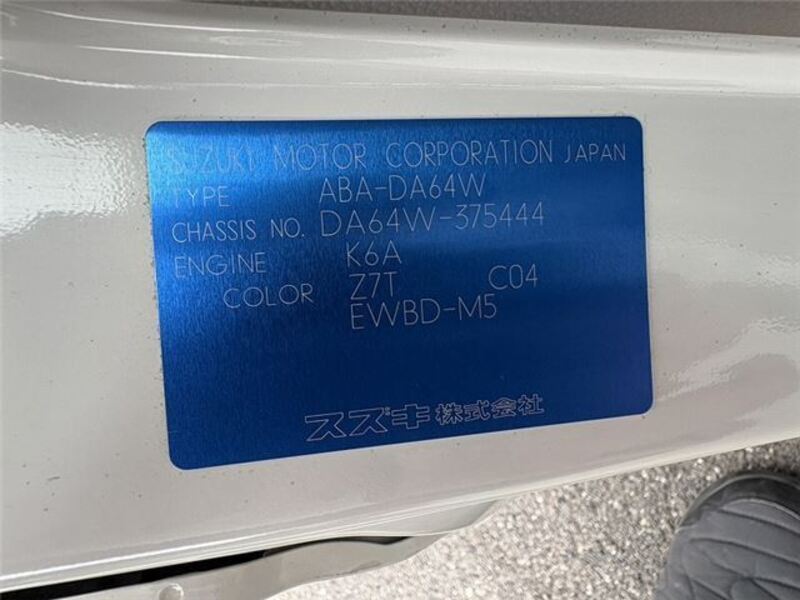 SUZUKI MOTOR CORPORATION JAPAN
TYPE ABA-DA64W
CHASSIS NO. DA64W-375444
ENGINE K6A
COLOR Z7T C04
EWBD-M5
スズキ株式会社